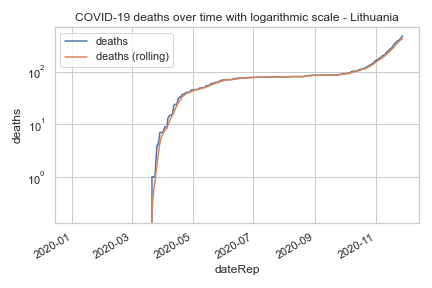 COVID-19 deaths over time with logarithmic scale - Lithuania
deaths
deaths (rolling)
10²
10¹
10⁰
deaths
2020-01
2020-03
2020-05
2020-07
2020-09
2020-11
dateRep